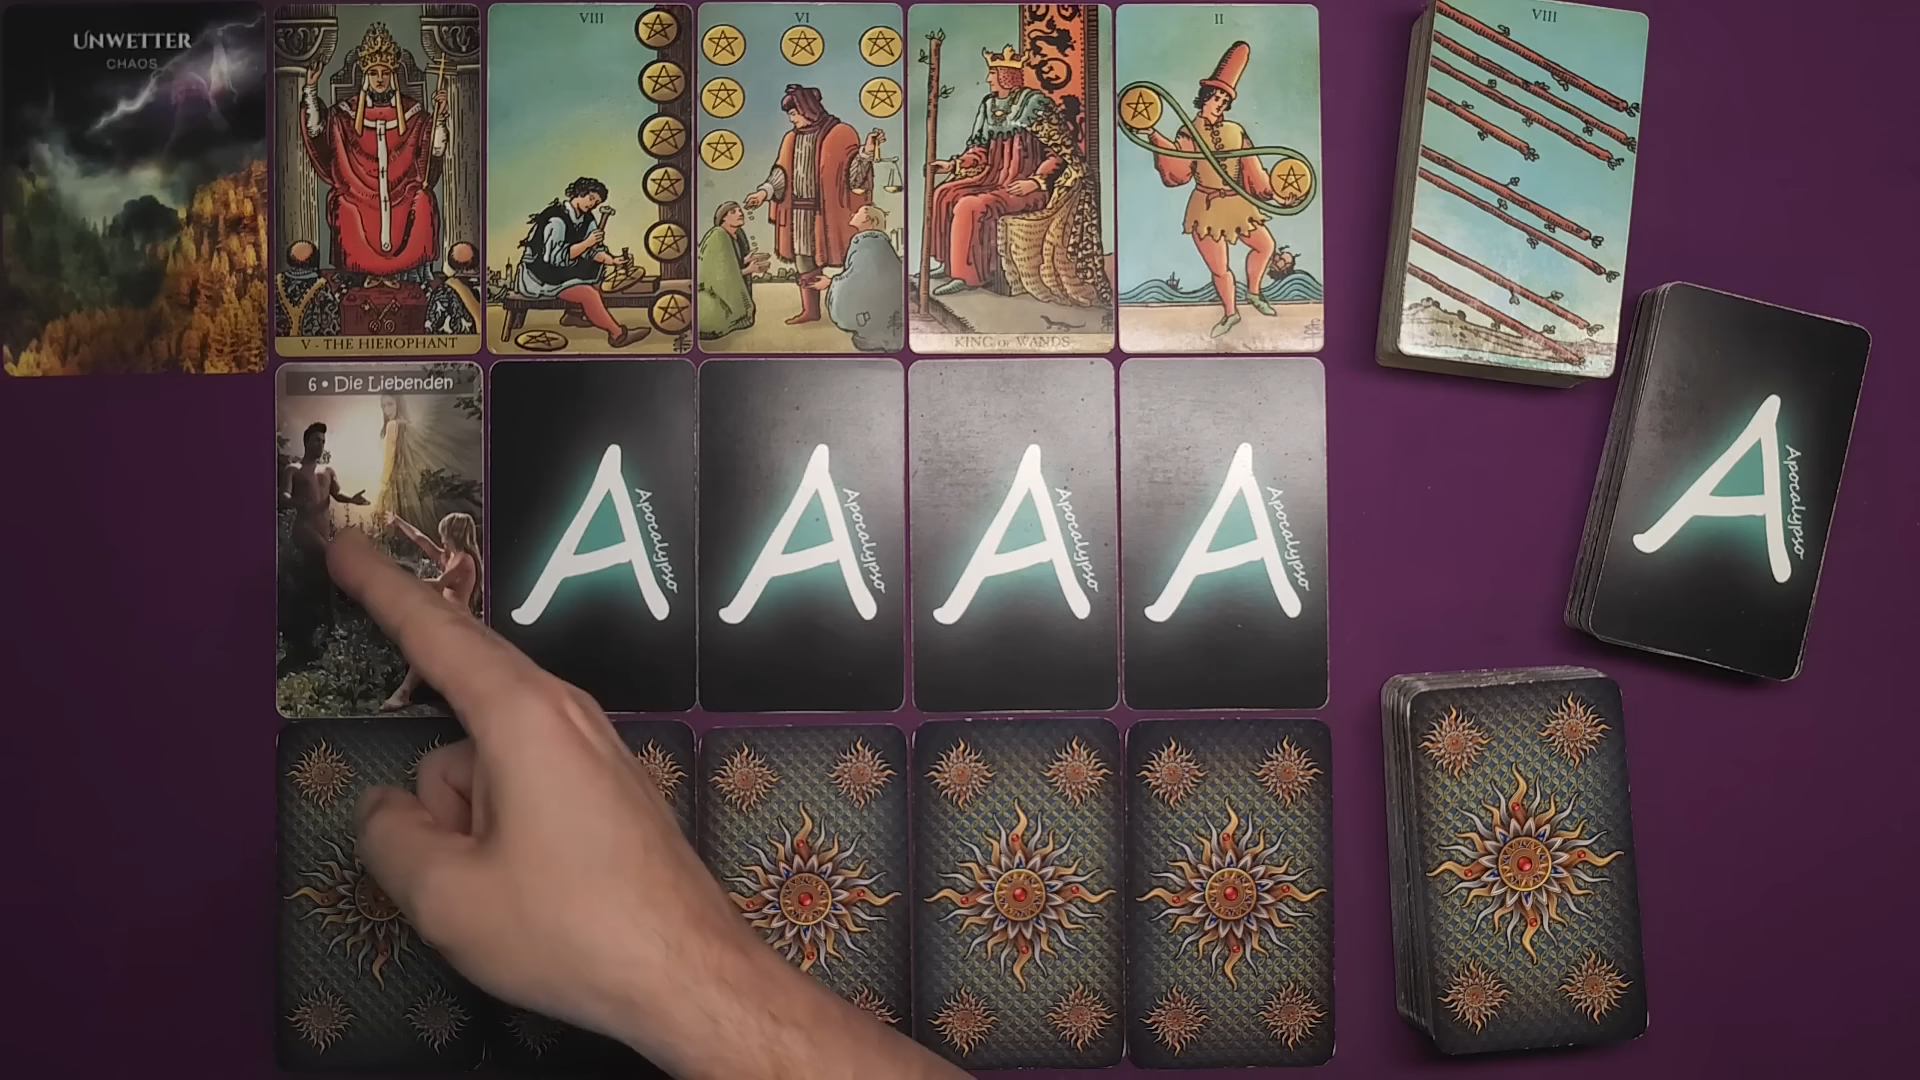 UNWETTER
CHAOS
V - THE HIEROPHANT
VIII
VI
KING OF WANDS
II
VIII
6 • Die Liebenden
A
Apocalypso
A
Apocalypso
A
Apocalypso
A
Apocalypso
A
Apocalypso